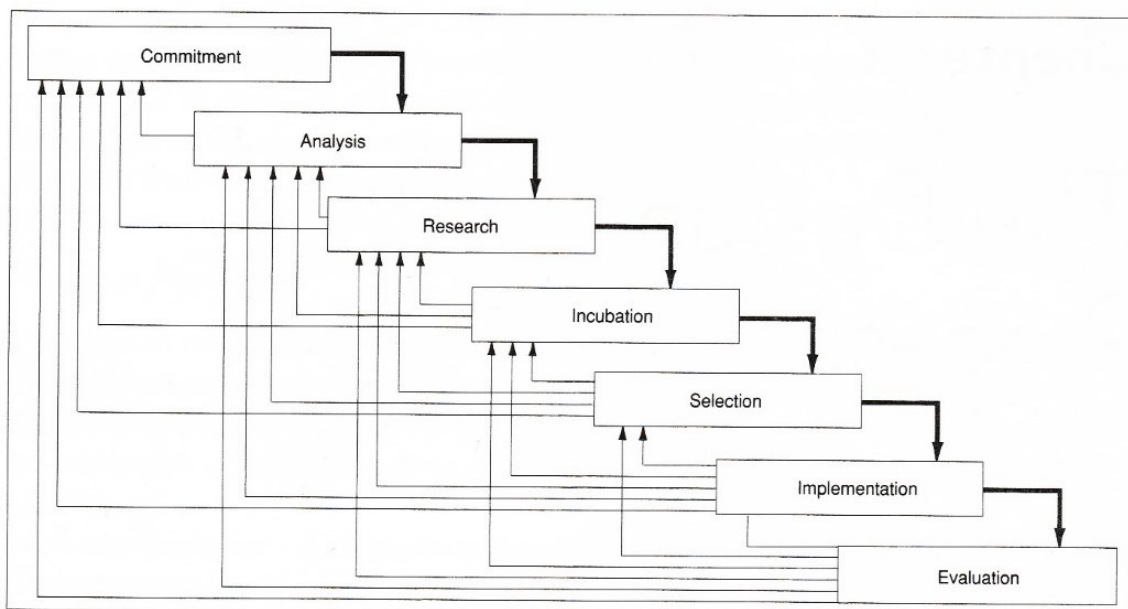 Commitment
Analysis
Research
Incubation
Selection
Implementation
Evaluation